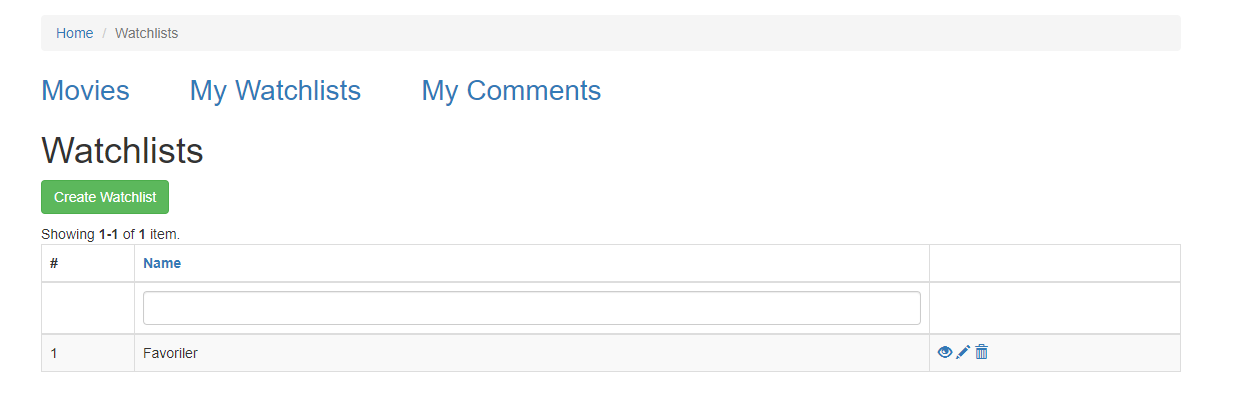 Home / Watchlists
Movies My Watchlists My Comments
Watchlists
Create Watchlist
Showing 1-1 of 1 item.
# Name
1 Favoriler